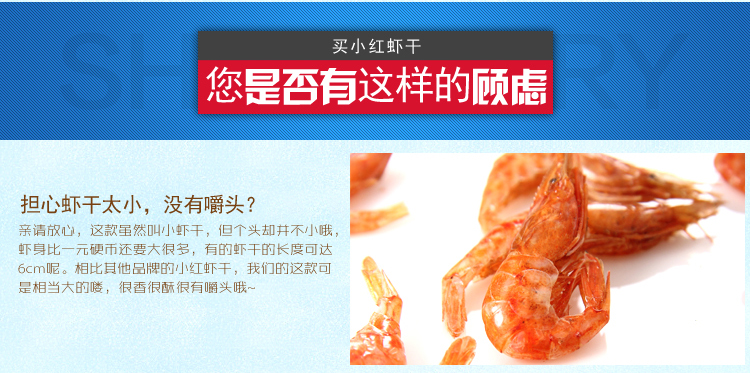 买小红虾干
您是否有这样的顾虑
担心虾干太小，没有嚼头？
亲请放心，这款虽然叫小虾干，但个头却并不小哦，
虾身比一元硬币还要大很多，有的虾干的长度可达
6cm呢。相比其他品牌的小红虾干，我们的这款可
是相当大的喽，很香很酥很有嚼头哦~